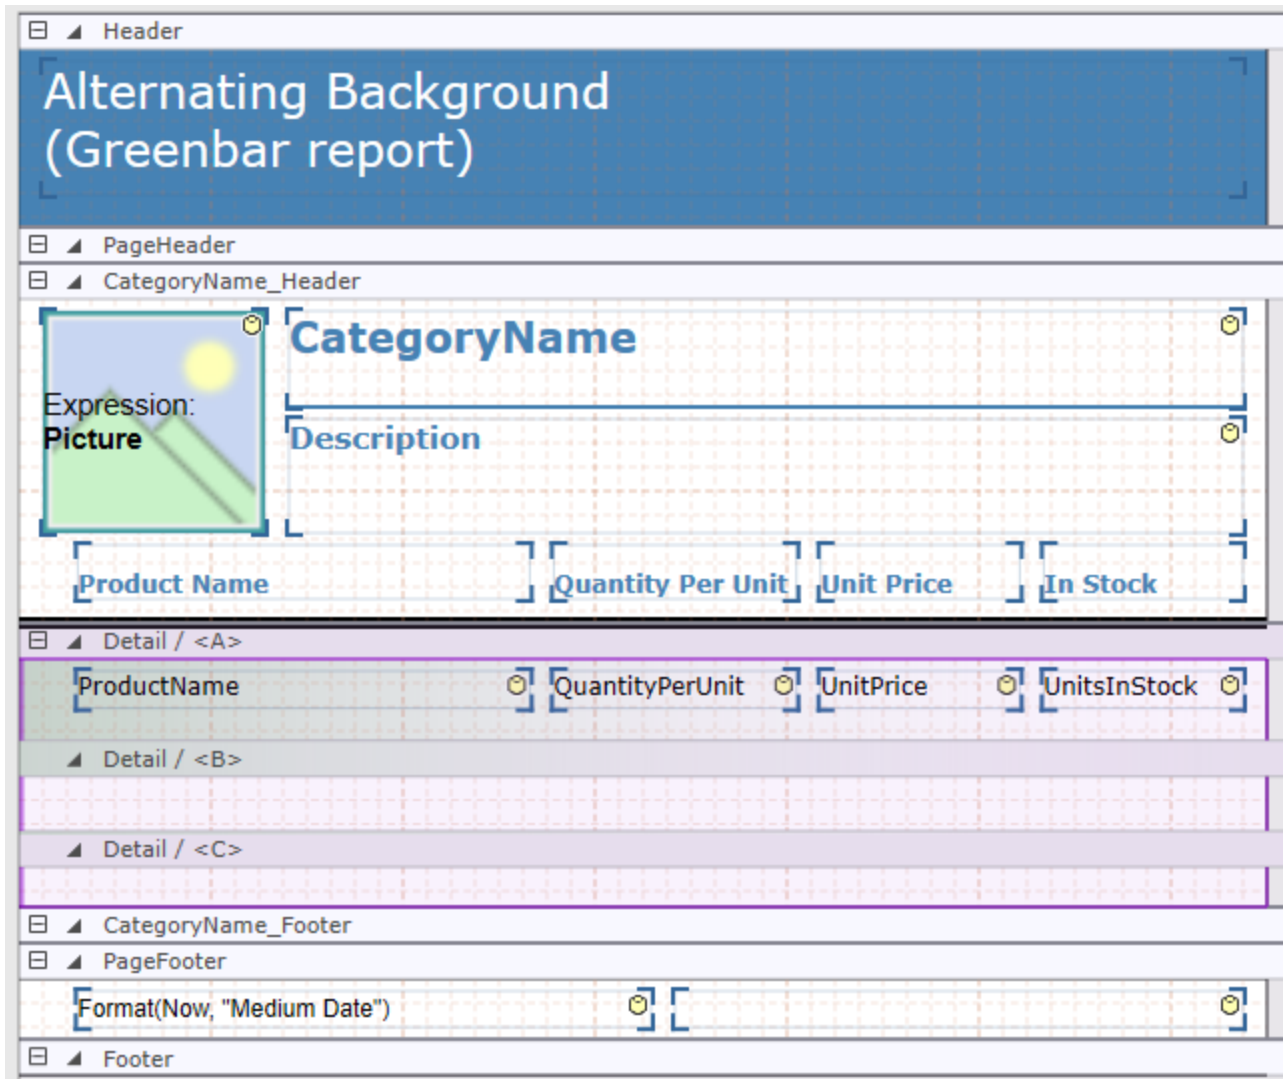 Header
Alternating Background
(Greenbar report)
PageHeader
CategoryName_Header
CategoryName
Expression:
Picture
Description
Product Name Quantity Per Unit Unit Price In Stock
Detail / <A>
ProductName QuantityPerUnit UnitPrice UnitsInStock
Detail / <B>
Detail / <C>
CategoryName_Footer
PageFooter
Format(Now, "Medium Date")
Footer